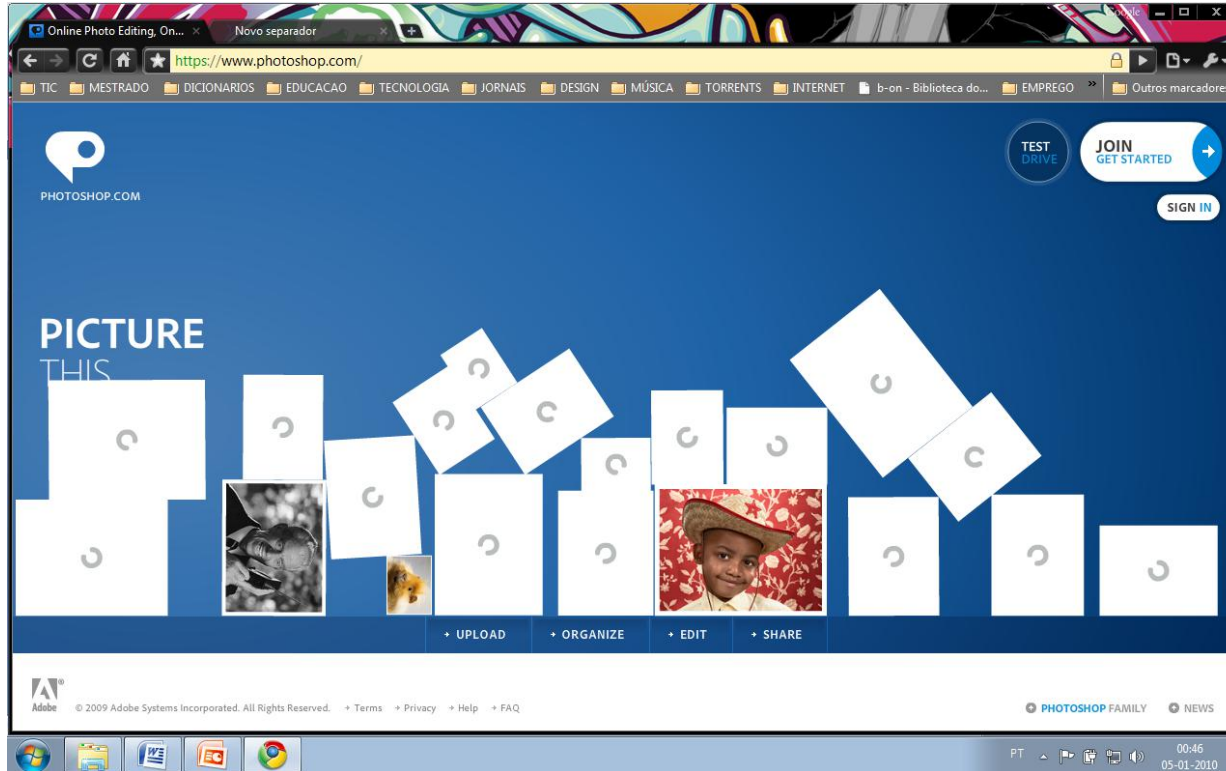 Google
Online Photo Editing, On...
Novo separador
https://www.photoshop.com/
TIC MESTRADO DICIONARIOS EDUCACAO TECNOLOGIA JORNAIS DESIGN MÚSICA TORRENTS INTERNET b-on - Biblioteca do... EMPREGO » Outros marcadores
PHOTOSHOP.COM
TEST
DRIVE
JOIN
GET STARTED
SIGN IN
PICTURE
THIS
+ UPLOAD + ORGANIZE + EDIT + SHARE
Adobe
© 2009 Adobe Systems Incorporated. All Rights Reserved. + Terms + Privacy + Help + FAQ
PHOTOSHOP FAMILY NEWS
PT
00:46
05-01-2010